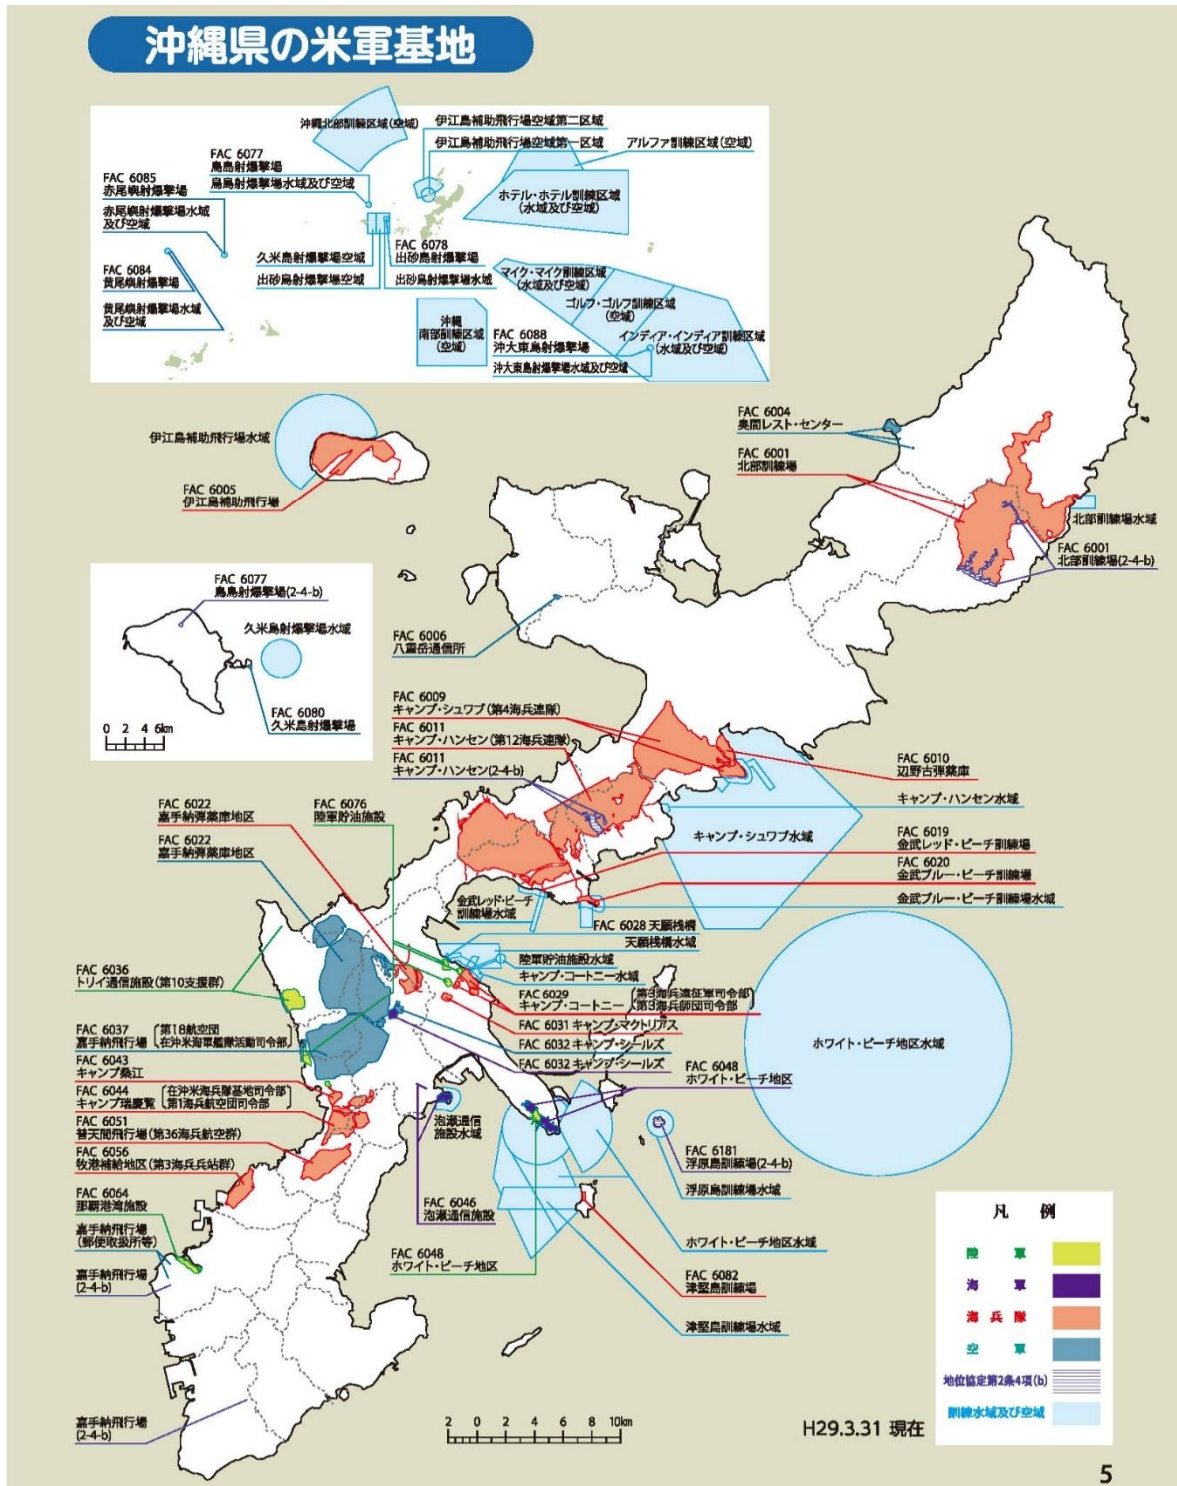 沖縄県の米軍基地
沖縄北部訓練区域(空域)
伊江島補助飛行場空域第二区域
伊江島補助飛行場空域第一区域
アルファ訓練区域(空域)
FAC 6077
鳥島射爆撃場
鳥島射爆撃場水域及び空域
FAC 6085
赤尾嶼射爆撃場
赤尾嶼射爆撃場水域
及び空域
ホテル・ホテル訓練区域
(水域及び空域)
FAC 6078
出砂島射爆撃場
久米島射爆撃場空域
出砂島射爆撃場空域
出砂島射爆撃場水域
FAC 6084
黄尾嶼射爆撃場
黄尾嶼射爆撃場水域
及び空域
マイク・マイク訓練区域
(水域及び空域)
ゴルフ・ゴルフ訓練区域
(空域)
沖縄
南部訓練区域
(空域)
FAC 6088
沖大東島射爆撃場
インディア・インディア訓練区域
(水域及び空域)
沖大東島射爆撃場水域及び空域
伊江島補助飛行場水域
FAC 6005
伊江島補助飛行場
FAC 6004
奥間レスト・センター
FAC 6001
北部訓練場
北部訓練場水域
FAC 6001
北部訓練場(2-4-b)
FAC 6077
鳥島射爆撃場(2-4-b)
久米島射爆撃場水域
FAC 6080
久米島射爆撃場
0 2 4 6km
FAC 6006
八重岳通信所
FAC 6009
キャンプ・シュワブ(第4海兵連隊)
FAC 6011
キャンプ・ハンセン(第12海兵連隊)
FAC 6011
キャンプ・ハンセン(2-4-b)
FAC 6010
辺野古弾薬庫
キャンプ・ハンセン水域
キャンプ・シュワブ水域
FAC 6019
金武レッド・ビーチ訓練場
FAC 6020
金武ブルー・ビーチ訓練場
金武ブルー・ビーチ訓練場水域
FAC 6022
嘉手納弾薬庫地区
FAC 6076
陸軍貯油施設
FAC 6022
嘉手納弾薬庫地区
金武レッド・ビーチ
訓練場水域
FAC 6028 天願桟橋
天願桟橋水域
陸軍貯油施設水域
キャンプ・コートニー水域
FAC 6029
キャンプ・コートニー
第3海兵遠征軍司令部
第3海兵師団司令部
FAC 6031 キャンプ・マクトリアス
FAC 6032 キャンプ・シールズ
FAC 6032 キャンプ・シールズ
FAC 6036
トリイ通信施設(第10支援群)
FAC 6037
嘉手納飛行場
第18航空団
在沖米海軍艦隊活動司令部
FAC 6043
キャンプ桑江
FAC 6044
キャンプ瑞慶覧
在沖米海兵隊基地司令部
第1海兵航空団司令部
FAC 6051
普天間飛行場(第36海兵航空群)
FAC 6056
牧港補給地区(第3海兵兵站群)
FAC 6064
那覇港湾施設
嘉手納飛行場
(郵便取扱所等)
嘉手納飛行場
(2-4-b)
嘉手納飛行場
(2-4-b)
ホワイト・ビーチ地区水域
FAC 6048
ホワイト・ビーチ地区
泡瀬通信
施設水域
FAC 6046
泡瀬通信施設
FAC 6048
ホワイト・ビーチ地区
FAC 6181
浮原島訓練場(2-4-b)
浮原島訓練場水域
ホワイト・ビーチ地区水域
FAC 6082
津堅島訓練場
津堅島訓練場水域
2 0 2 4 6 8 10km
H29.3.31 現在
凡例
陸軍
海軍
海兵隊
空軍
地位協定第2条4項(b)
訓練水域及び空域
5